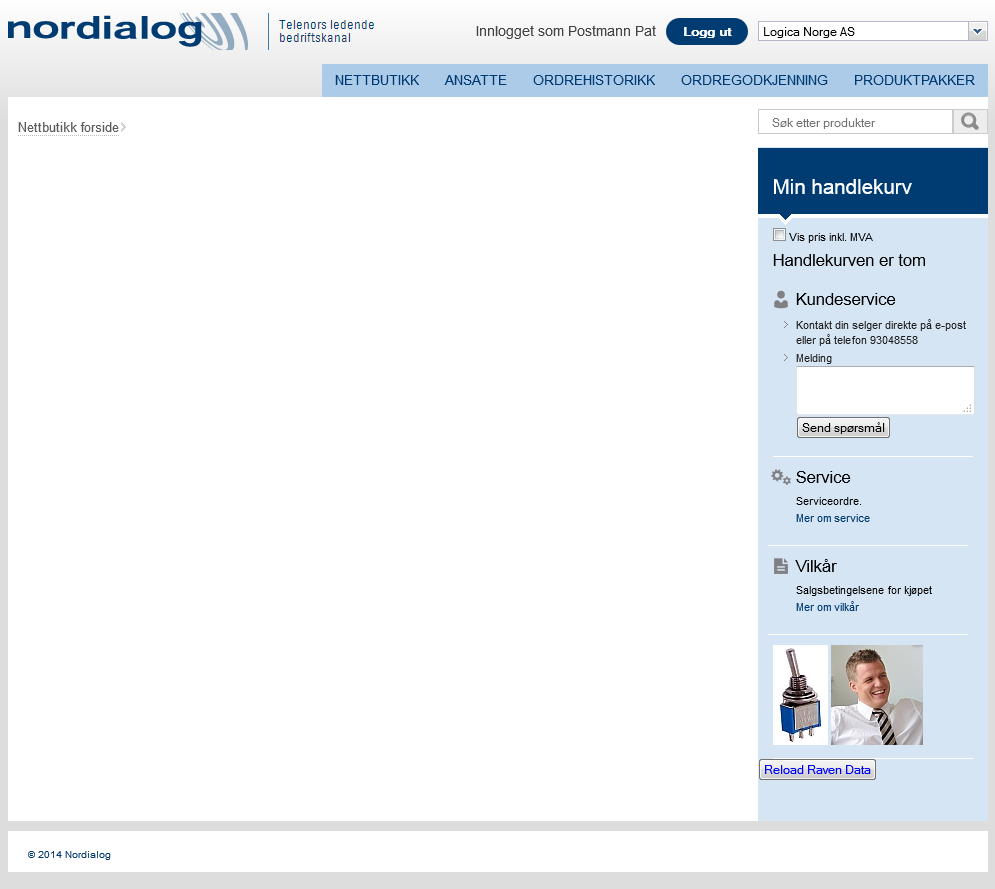 nordialog
Telenors ledende
bedriftskanal
Innlogget som Postmann Pat
Logg ut
Logica Norge AS
NETTBUTIKK ANSATTE ORDREHISTORIKK ORDREGODKJENNING PRODUKTPAKKER
Nettbutikk forside
Søk etter produkter
Min handlekurv
Vis pris inkl. MVA
Handlekurven er tom
Kundeservice
Kontakt din selger direkte på e-post
eller på telefon 93048558
Melding
Send spørsmål
Service
Serviceordre.
Mer om service
Vilkår
Salgsbetingelsene for kjøpet
Mer om vilkår
Reload Raven Data
© 2014 Nordialog